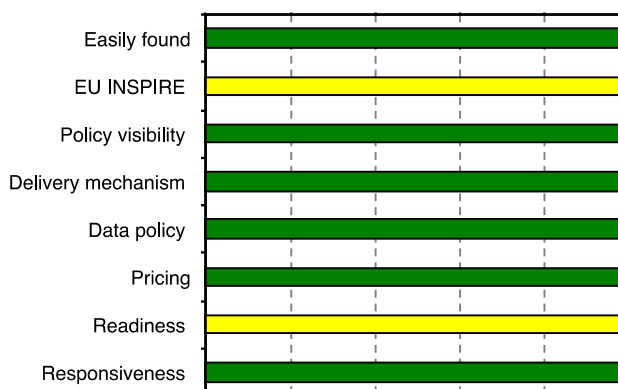 Easily found
EU INSPIRE
Policy visibility
Delivery mechanism
Data policy
Pricing
Readiness
Responsiveness